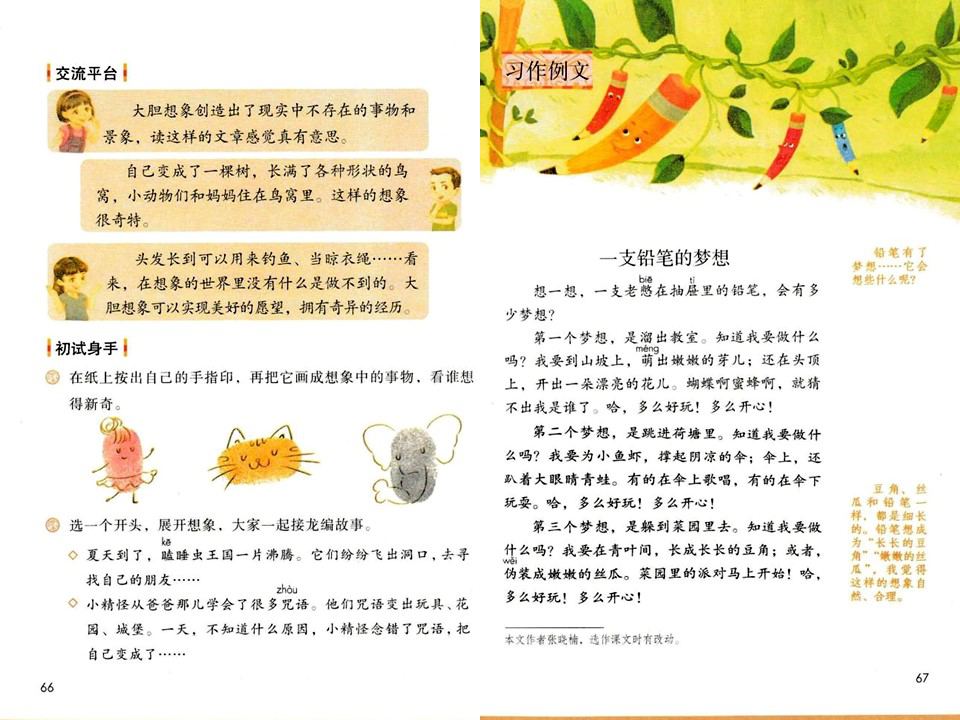 交流平台
大胆想象创造出了现实中不存在的事物和
景象，读这样的文章感觉真有意思。
自己变成了一棵树，长满了各种形状的鸟
窝，小动物们和妈妈住在鸟窝里。这样的想象
很奇特。
头发长到可以用来钓鱼、当晾衣绳……看
来，在想象的世界里没有什么是做不到的。大
胆想象可以实现美好的愿望，拥有奇异的经历。
初试身手
在纸上按出自己的手指印，再把它画成想象中的事物，看谁想
得新奇。
选一个开头，展开想象，大家一起接龙编故事。
kē
夏天到了，瞌睡虫王国一片沸腾。它们纷纷飞出洞口，去寻
找自己的朋友……
zhòu
小精怪从爸爸那儿学会了很多咒语。他们咒语变出玩具、花
园、城堡。一天，不知道什么原因，小精怪念错了咒语，把
自己变成了……
66
习作例文
一支铅笔的梦想
biē tì
想一想，一支老憋在抽屉里的铅笔，会有多
少梦想？
第一个梦想，是溜出教室。知道我要做什么
méng
吗？我要到山坡上，萌出嫩嫩的芽儿；还在头顶
上，开出一朵漂亮的花儿。蝴蝶啊蜜蜂啊，就猜
不出我是谁了。哈，多么好玩！多么开心！
第二个梦想，是跳进荷塘里。知道我要做什
么吗？我要为小鱼虾，撑起阴凉的伞；伞上，还
趴着大眼睛青蛙。有的在伞上歌唱，有的在伞下
玩耍。哈，多么好玩！多么开心！
第三个梦想，是躲到菜园里去。知道我要做
什么吗？我要在青叶间，长成长长的豆角；或者，
wěi
伪装成嫩嫩的丝瓜。菜园里的派对马上开始！哈，
多么好玩！多么开心！
铅笔有了
梦想……它会
想些什么呢？
豆角、丝
瓜和铅笔一
样，都是细长
的。铅笔想成
为“长长的豆
角”“嫩嫩的丝
瓜”，我觉得
这样的想象自
然、合理。
本文作者张晓楠，选作课文时有改动。
67